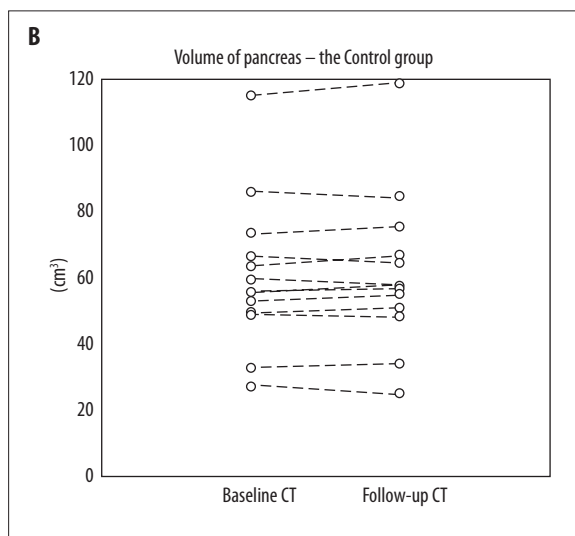 B
Volume of pancreas – the Control group
120
100
80
60
40
20
0
(cm³)
Baseline CT
Follow-up CT